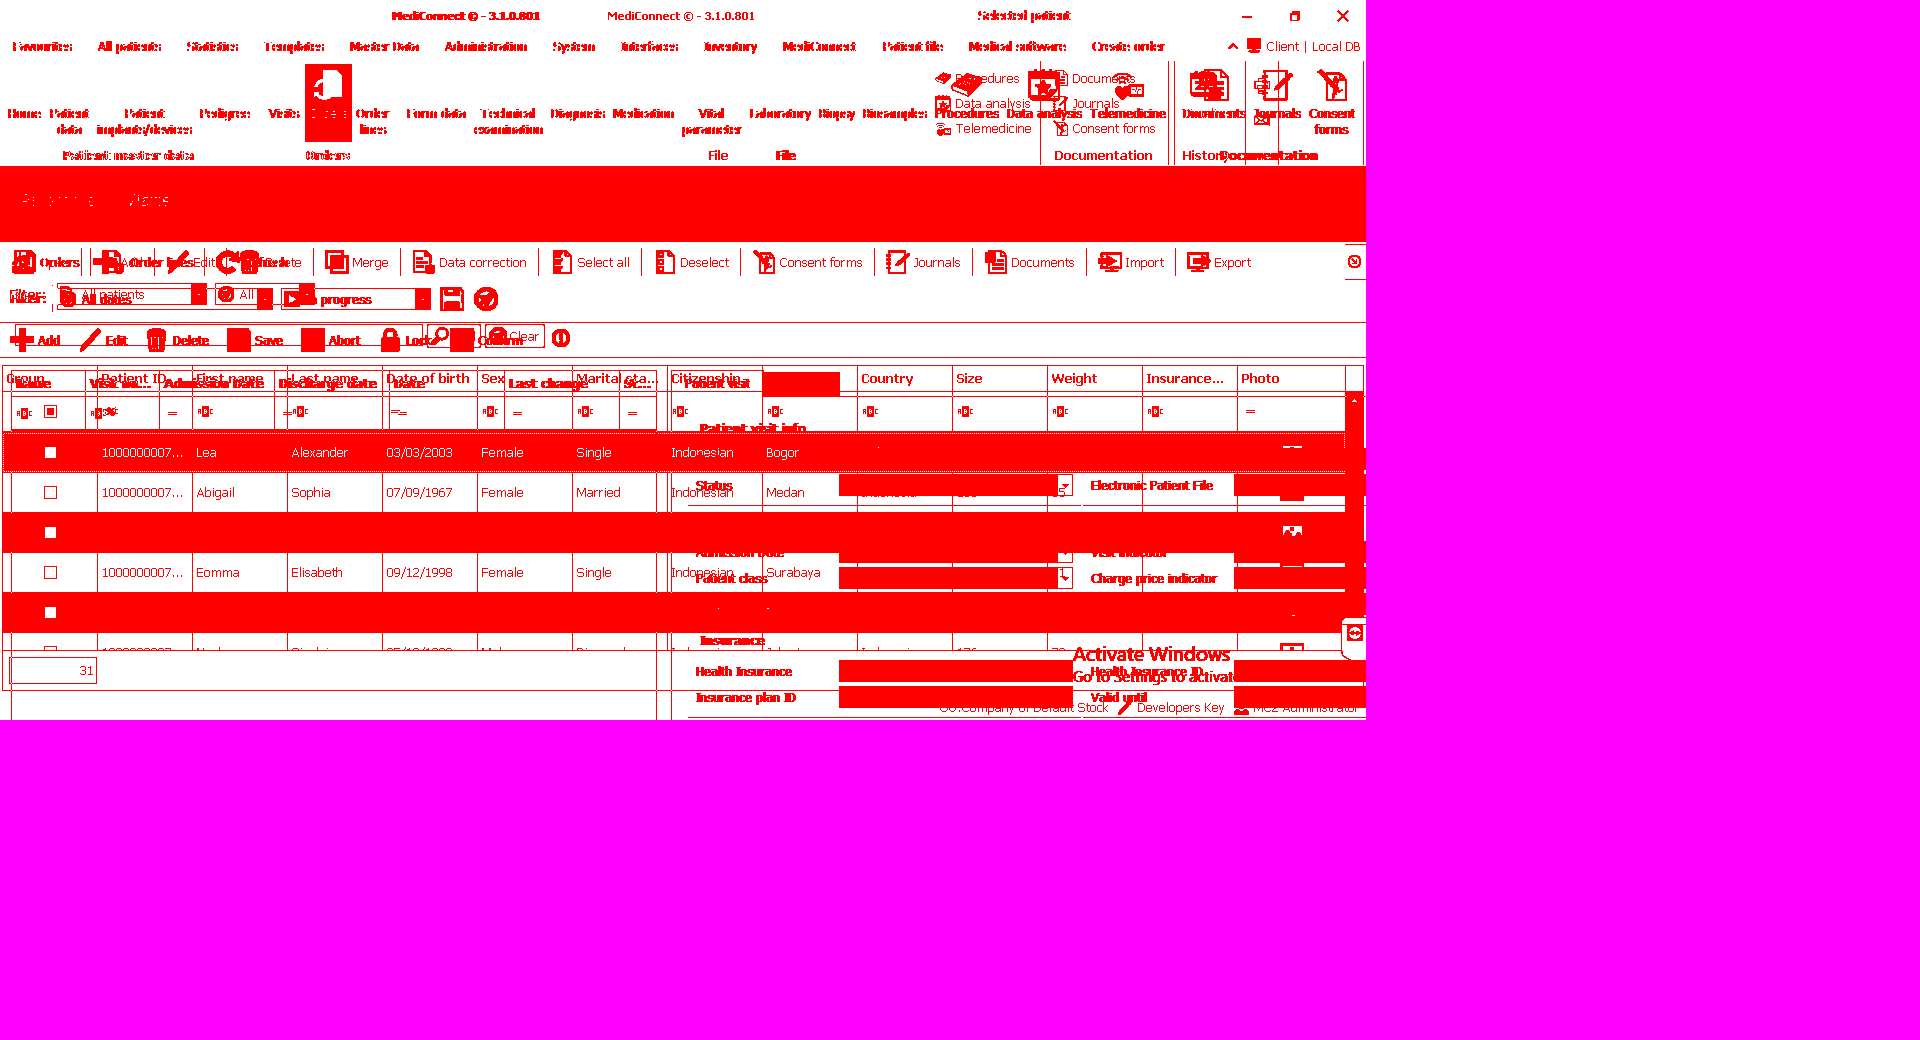 MediConnect © - 3.1.0.801 MediConnect © - 3.1.0.801 Selected patient
Favourites All patients Statistics Templates Master Data Administration System Interfaces Inventory MediConnect Patient file Medical software Create order Client | Local DB
Procedures Documents
Data analysis Journals
Telemedicine Consent forms
Home Patient data Patient implants/devices Pedigree Visits Orders Order lines Form data Technical examination Diagnosis Medication Vital parameter Laboratory Biopsy Biosamples Procedures Data analysis Telemedicine Documents Journals Consent forms
Patient master data Orders File File Documentation History Documentation
Orders Order lines Edit Refresh Delete Merge Data correction Select all Deselect Consent forms Journals Documents Import Export
Filter: All patients All
Filter: All dates In progress
Clear
Add Edit Delete Save Abort Lock Confirm
Group Patient ID First name Last name Date of birth Sex Marital sta... Citizenship Country Size Weight Insurance... Photo
Name Visit nu... Admission Date Discharge date Date Last change St... Patient visit
Patient visit info
1000000007... Lea Alexander 03/03/2003 Female Single Indonesian Bogor
Status Electronic Patient File
1000000007... Abigail Sophia 07/09/1967 Female Married Indonesian Medan
Admission Date Visit indicator
1000000007... Eomma Elisabeth 09/12/1998 Female Single Indonesian Surabaya
Patient class Charge price indicator
Insurance
Activate Windows
31
Health Insurance Health Insurance ID
Go to Settings to activate
Insurance plan ID Valid until
Company of Default Stock Developers Key MCZ Administrator